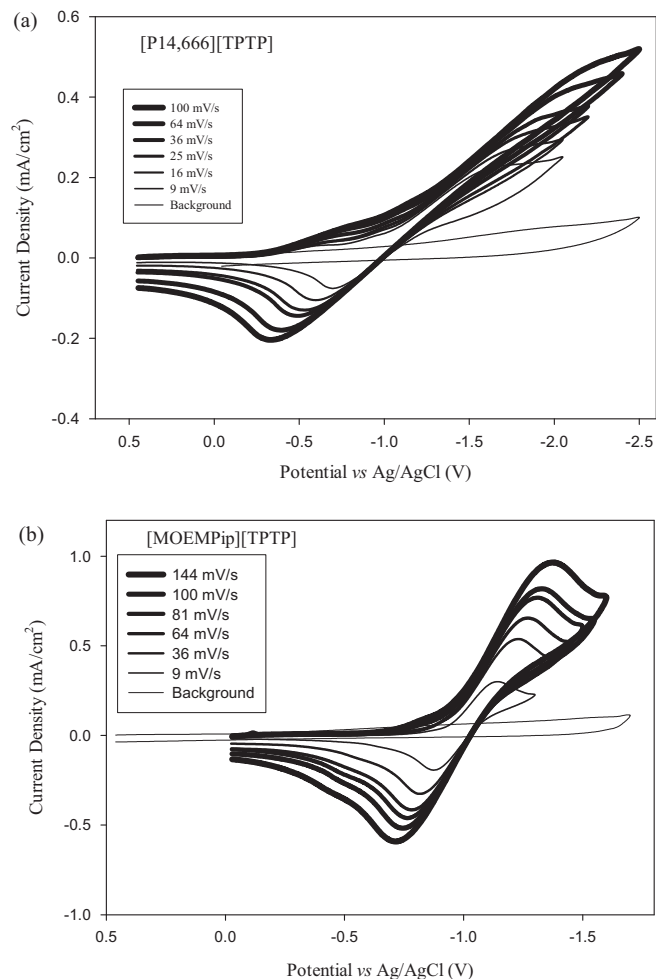 (a)
[P14,666][TPTP]
100 mV/s
64 mV/s
36 mV/s
25 mV/s
16 mV/s
9 mV/s
Background
Current Density (mA/cm²)
0.6
0.4
0.2
0.0
-0.2
-0.4
0.5 0.0 -0.5 -1.0 -1.5 -2.0 -2.5
Potential vs Ag/AgCl (V)
(b)
[MOEMPip][TPTP]
144 mV/s
100 mV/s
81 mV/s
64 mV/s
36 mV/s
9 mV/s
Background
Current Density (mA/cm²)
1.0
0.5
0.0
-0.5
-1.0
0.5 0.0 -0.5 -1.0 -1.5
Potential vs Ag/AgCl (V)